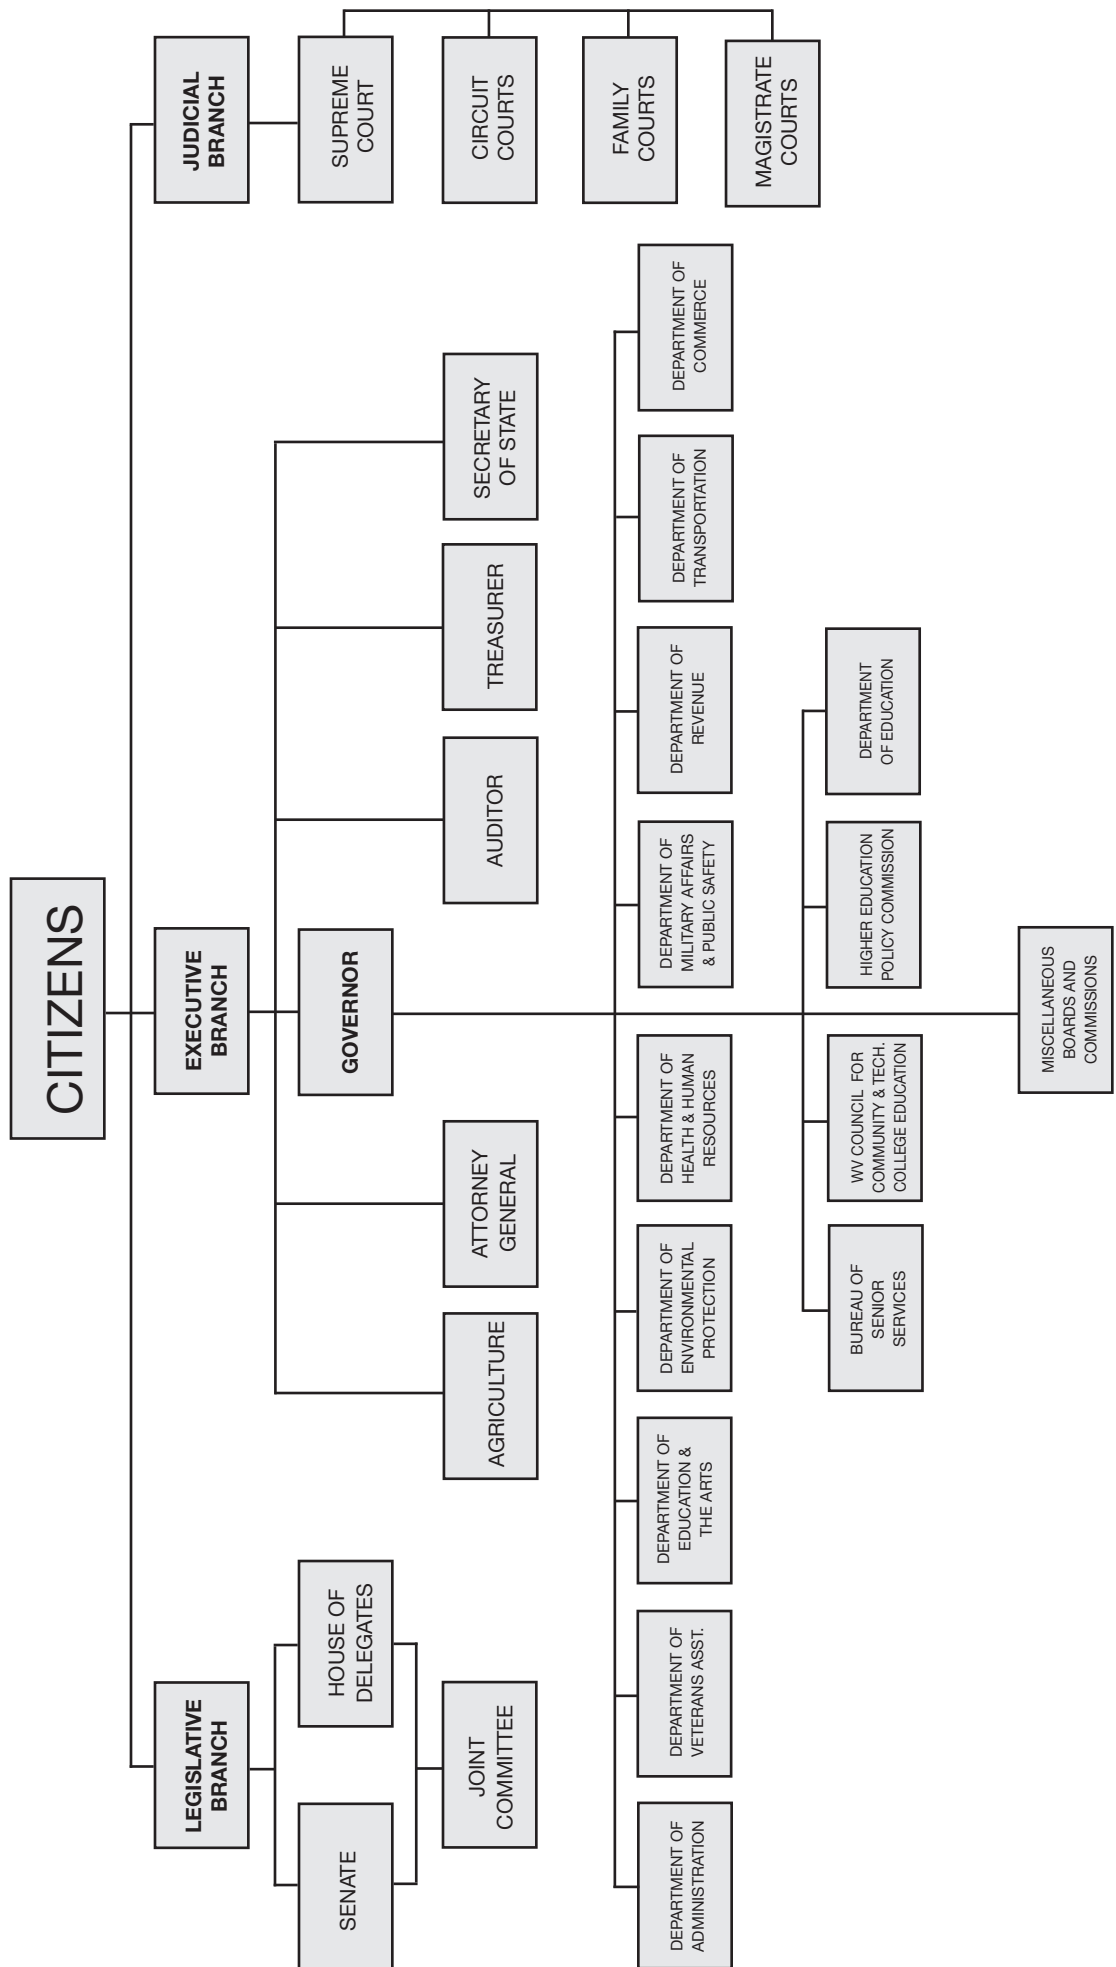 CITIZENS
LEGISLATIVE
BRANCH
EXECUTIVE
BRANCH
JUDICIAL
BRANCH
SENATE
HOUSE OF
DELEGATES
GOVERNOR
SUPREME
COURT
JOINT
COMMITTEE
AGRICULTURE
ATTORNEY
GENERAL
AUDITOR
TREASURER
SECRETARY
OF STATE
CIRCUIT
COURTS
FAMILY
COURTS
MAGISTRATE
COURTS
DEPARTMENT OF
ADMINISTRATION
DEPARTMENT OF
VETERANS ASST.
DEPARTMENT OF
EDUCATION &
THE ARTS
DEPARTMENT OF
ENVIRONMENTAL
PROTECTION
DEPARTMENT OF
HEALTH & HUMAN
RESOURCES
DEPARTMENT OF
MILITARY AFFAIRS
& PUBLIC SAFETY
DEPARTMENT OF
REVENUE
DEPARTMENT OF
TRANSPORTATION
DEPARTMENT OF
COMMERCE
BUREAU OF
SENIOR
SERVICES
WV COUNCIL FOR
COMMUNITY & TECH.
COLLEGE EDUCATION
HIGHER EDUCATION
POLICY COMMISSION
DEPARTMENT
OF EDUCATION
MISCELLANEOUS
BOARDS AND
COMMISSIONS